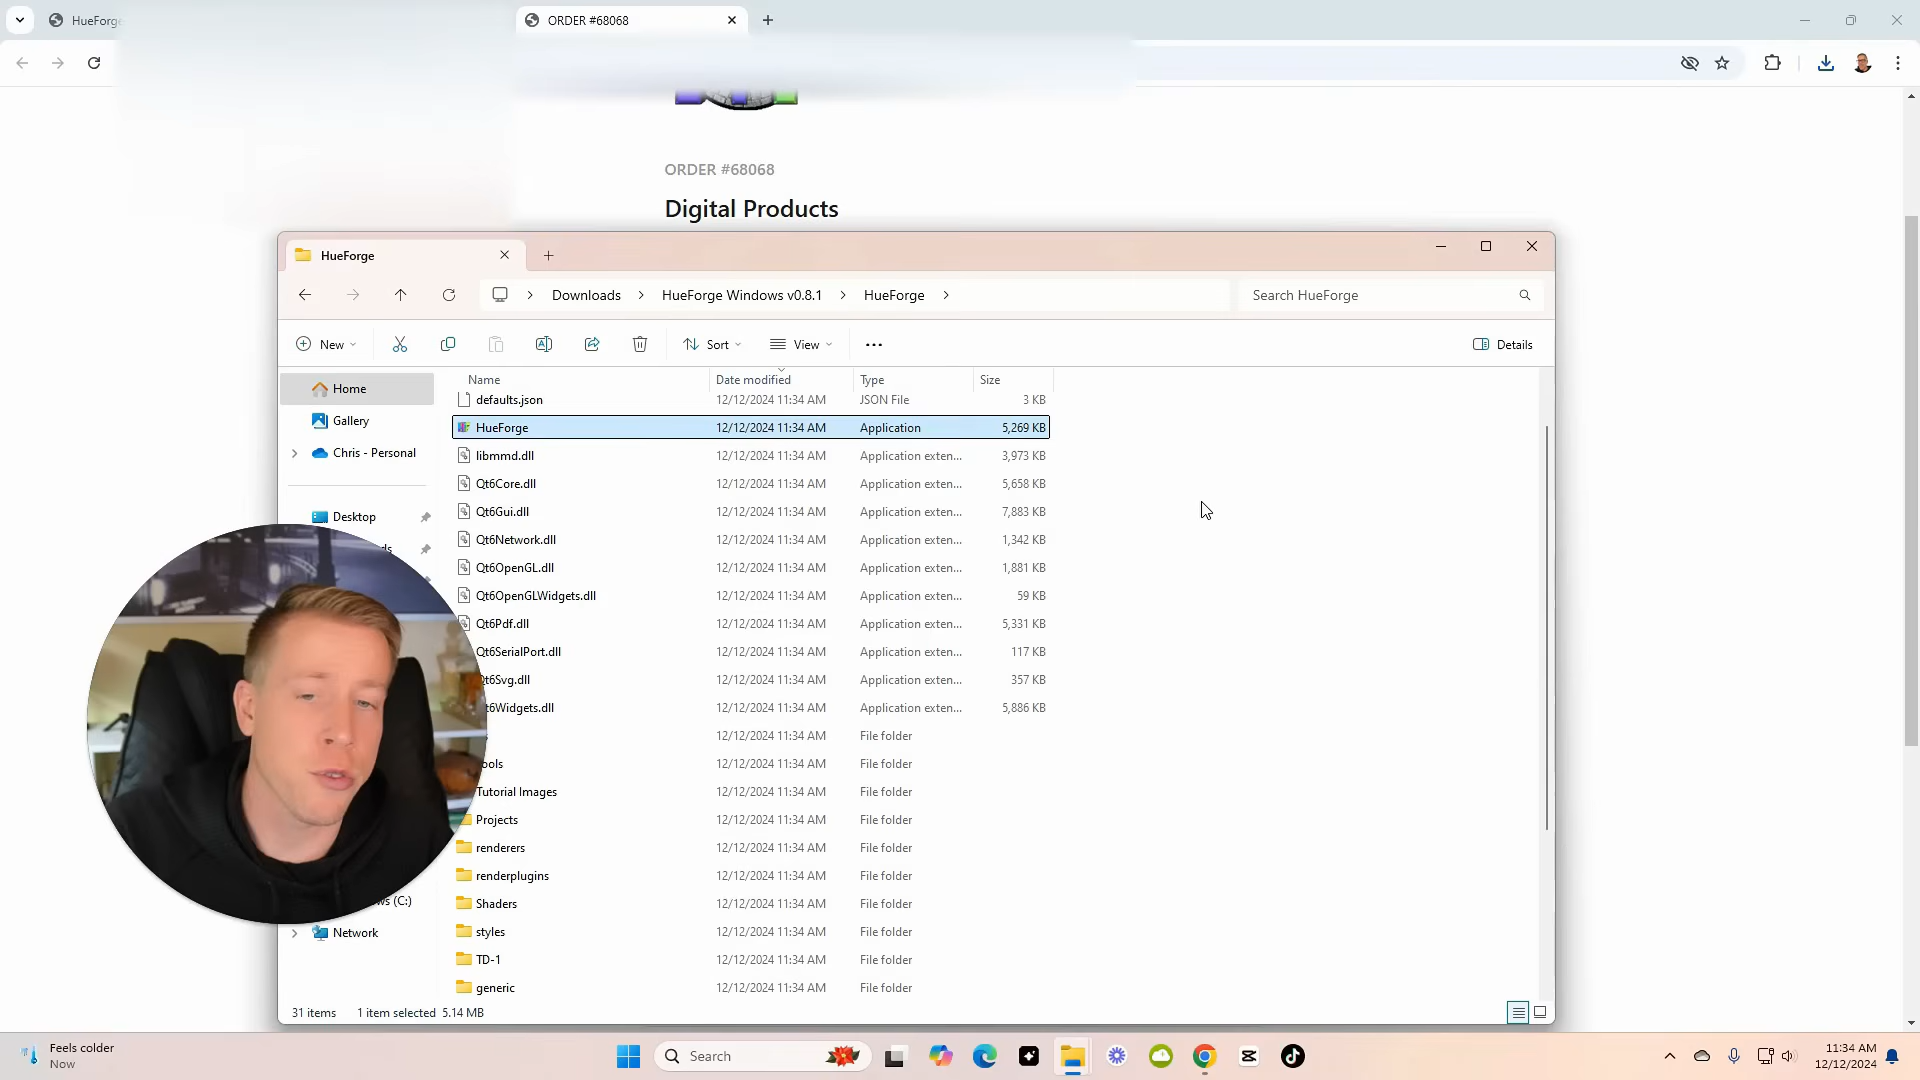 HueForge
ORDER #68068
ORDER #68068
Digital Products
HueForge
Downloads > HueForge Windows v0.8.1 > HueForge >
Search HueForge
New
Sort
View
Details
Name Date modified Type Size
defaults.json 12/12/2024 11:34 AM JSON File 3 KB
HueForge 12/12/2024 11:34 AM Application 5,269 KB
libmmd.dll 12/12/2024 11:34 AM Application exten... 3,973 KB
Qt6Core.dll 12/12/2024 11:34 AM Application exten... 5,658 KB
Qt6Gui.dll 12/12/2024 11:34 AM Application exten... 7,883 KB
Qt6Network.dll 12/12/2024 11:34 AM Application exten... 1,342 KB
Qt6OpenGL.dll 12/12/2024 11:34 AM Application exten... 1,881 KB
Qt6OpenGLWidgets.dll 12/12/2024 11:34 AM Application exten... 59 KB
Qt6Pdf.dll 12/12/2024 11:34 AM Application exten... 5,331 KB
Qt6SerialPort.dll 12/12/2024 11:34 AM Application exten... 117 KB
Qt6Svg.dll 12/12/2024 11:34 AM Application exten... 357 KB
t6Widgets.dll 12/12/2024 11:34 AM Application exten... 5,886 KB
12/12/2024 11:34 AM File folder
ools 12/12/2024 11:34 AM File folder
Tutorial Images 12/12/2024 11:34 AM File folder
Projects 12/12/2024 11:34 AM File folder
renderers 12/12/2024 11:34 AM File folder
renderplugins 12/12/2024 11:34 AM File folder
Shaders 12/12/2024 11:34 AM File folder
styles 12/12/2024 11:34 AM File folder
TD-1 12/12/2024 11:34 AM File folder
generic 12/12/2024 11:34 AM File folder
Home
Gallery
Chris - Personal
Desktop
ds
ws (C:)
Network
31 items 1 item selected 5.14 MB
Feels colder
Now
Search
11:34 AM
12/12/2024